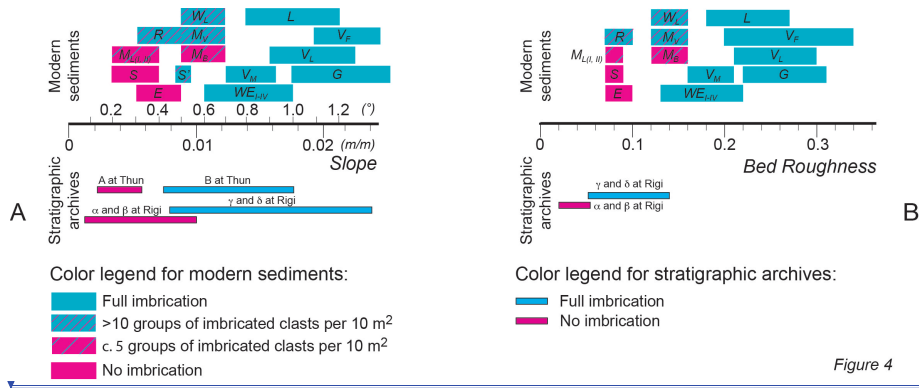 Modern sediments
W_L
L
R
M_V
V_F
M_L(I, II)
M_B
V_L
S
S'
V_M
G
E
WE_I-IV
0.2 0.4 0.6 0.8 1.0 1.2 (°)
0 0.01 0.02 (m/m)
Slope
Stratigraphic archives
A at Thun
B at Thun
γ and δ at Rigi
α and β at Rigi
A
Modern sediments
W_L
L
R
M_V
V_F
M_L(I, II)
V_L
S
V_M
G
E
WE_I-IV
0 0.1 0.2 0.3
Bed Roughness
Stratigraphic archives
γ and δ at Rigi
α and β at Rigi
B
Color legend for modern sediments:
Full imbrication
>10 groups of imbricated clasts per 10 m²
c. 5 groups of imbricated clasts per 10 m²
No imbrication
Color legend for stratigraphic archives:
Full imbrication
No imbrication
Figure 4